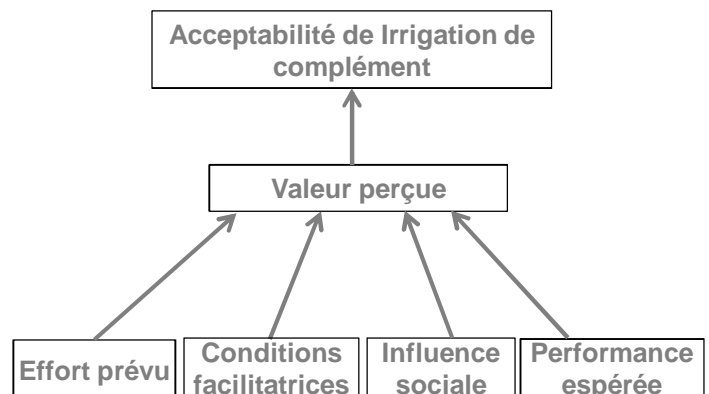 Acceptabilité de Irrigation de
complément
Valeur perçue
Effort prévu
Conditions
facilitatrices
Influence
sociale
Performance
espérée